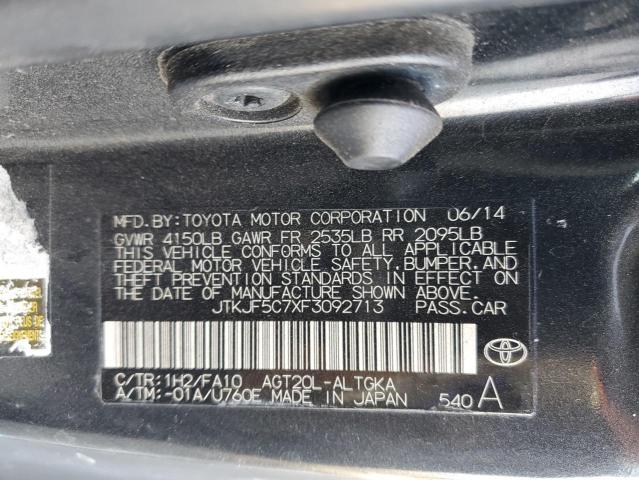 MFD.BY:TOYOTA MOTOR CORPORATION 06/14
GVWR 4150LB GAWR FR 2535LB RR 2095LB
THIS VEHICLE CONFORMS TO ALL APPLICABLE
FEDERAL MOTOR VEHICLE SAFETY,BUMPER,AND
THEFT PREVENTION STANDARDS IN EFFECT ON
THE DATE OF MANUFACTURE SHOWN ABOVE.
JTKJF5C7XF3092713 PASS.CAR
C/TR:1H2/FA10 AGT20L-ALTGKA
A/TM:-01A/U760E MADE IN JAPAN 540 A